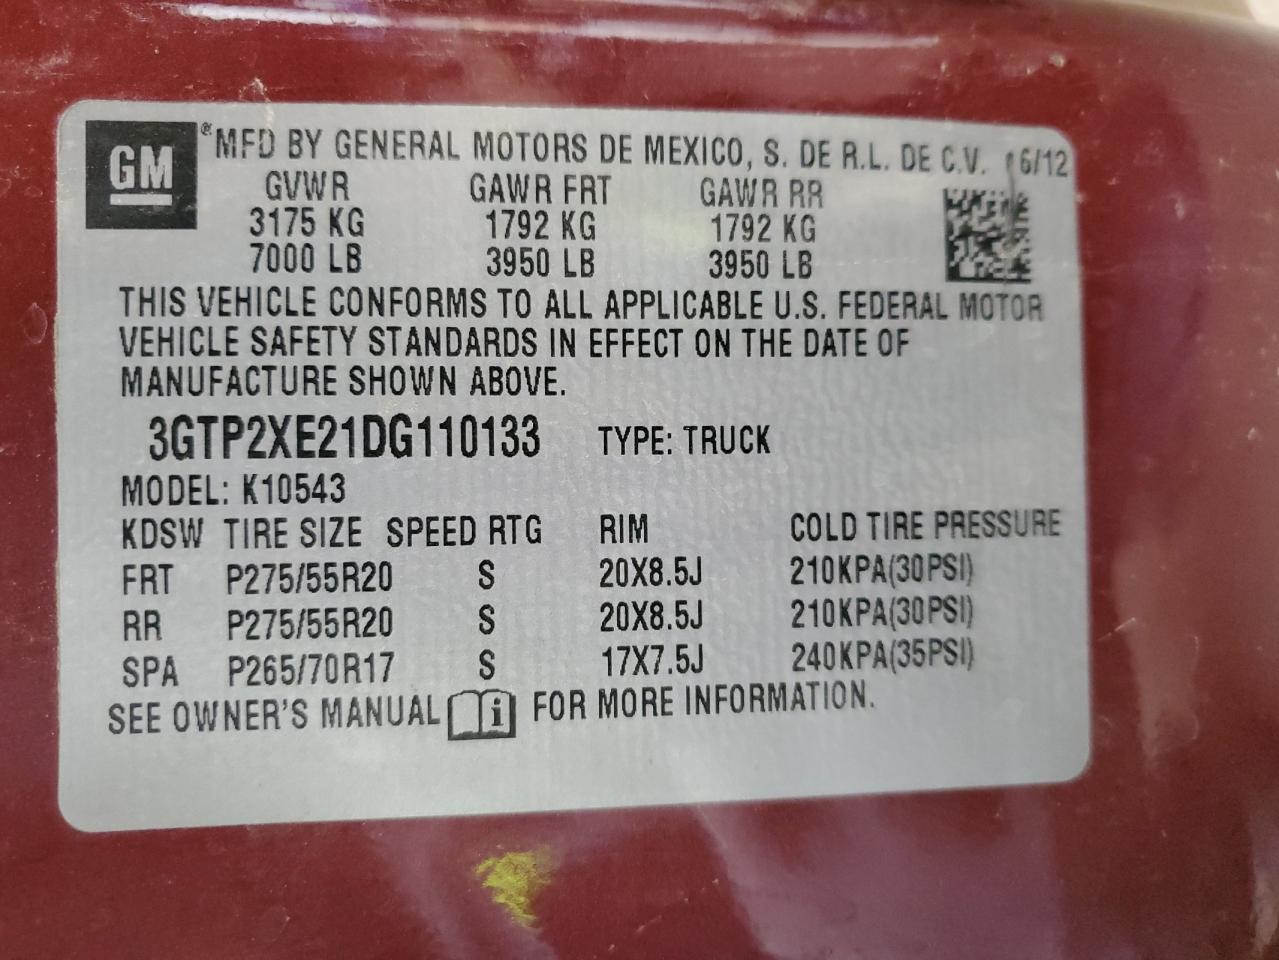 GM
®MFD BY GENERAL MOTORS DE MEXICO, S. DE R.L. DE C.V. 06/12
GVWR GAWR FRT GAWR RR
3175 KG 1792 KG 1792 KG
7000 LB 3950 LB 3950 LB
THIS VEHICLE CONFORMS TO ALL APPLICABLE U.S. FEDERAL MOTOR
VEHICLE SAFETY STANDARDS IN EFFECT ON THE DATE OF
MANUFACTURE SHOWN ABOVE.
3GTP2XE21DG110133 TYPE: TRUCK
MODEL: K10543
KDSW TIRE SIZE SPEED RTG RIM COLD TIRE PRESSURE
FRT P275/55R20 S 20X8.5J 210KPA(30PSI)
RR P275/55R20 S 20X8.5J 210KPA(30PSI)
SPA P265/70R17 S 17X7.5J 240KPA(35PSI)
SEE OWNER'S MANUAL i FOR MORE INFORMATION.